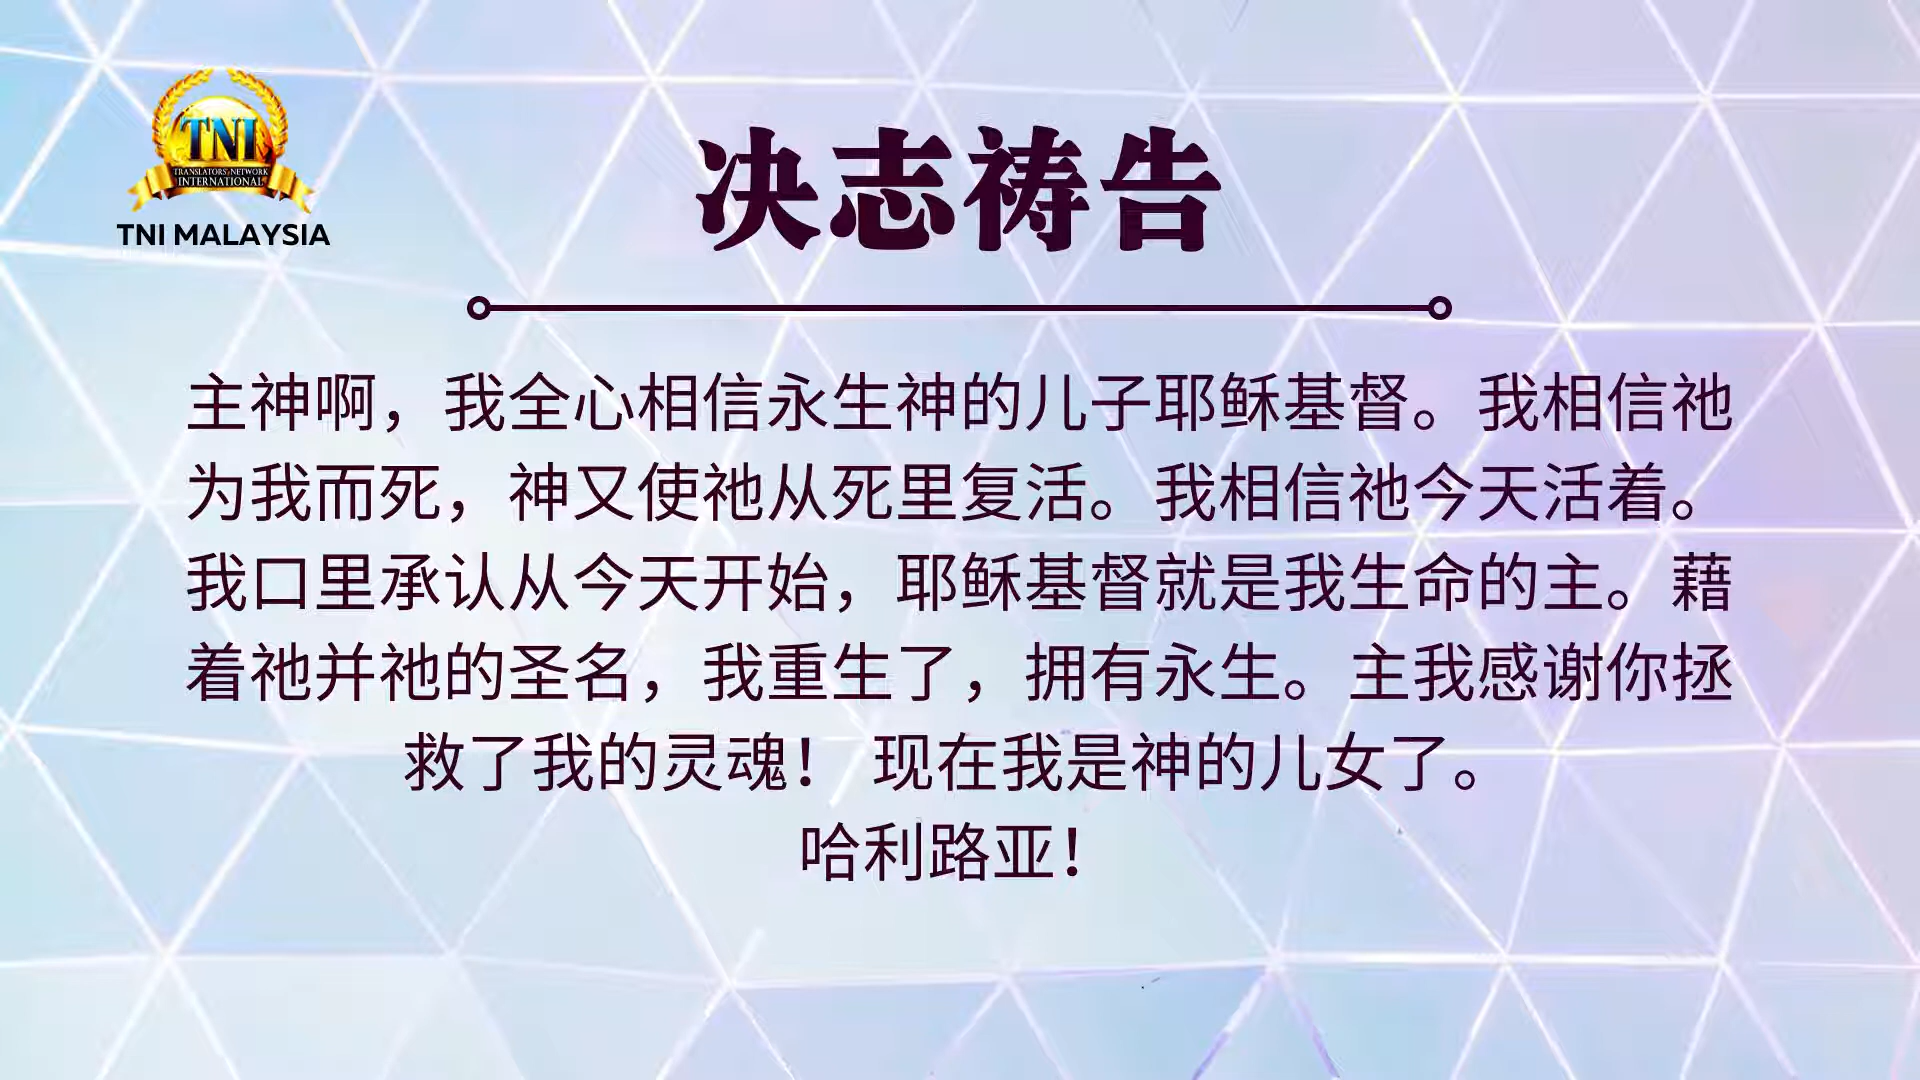 TNI
TRANSLATORS NETWORK
INTERNATIONAL
TNI MALAYSIA
决志祷告
主神啊，我全心相信永生神的儿子耶稣基督。我相信祂
为我而死，神又使祂从死里复活。我相信祂今天活着。
我口里承认从今天开始，耶稣基督就是我生命的主。藉
着祂并祂的圣名，我重生了，拥有永生。主我感谢你拯
救了我的灵魂！ 现在我是神的儿女了。
哈利路亚！